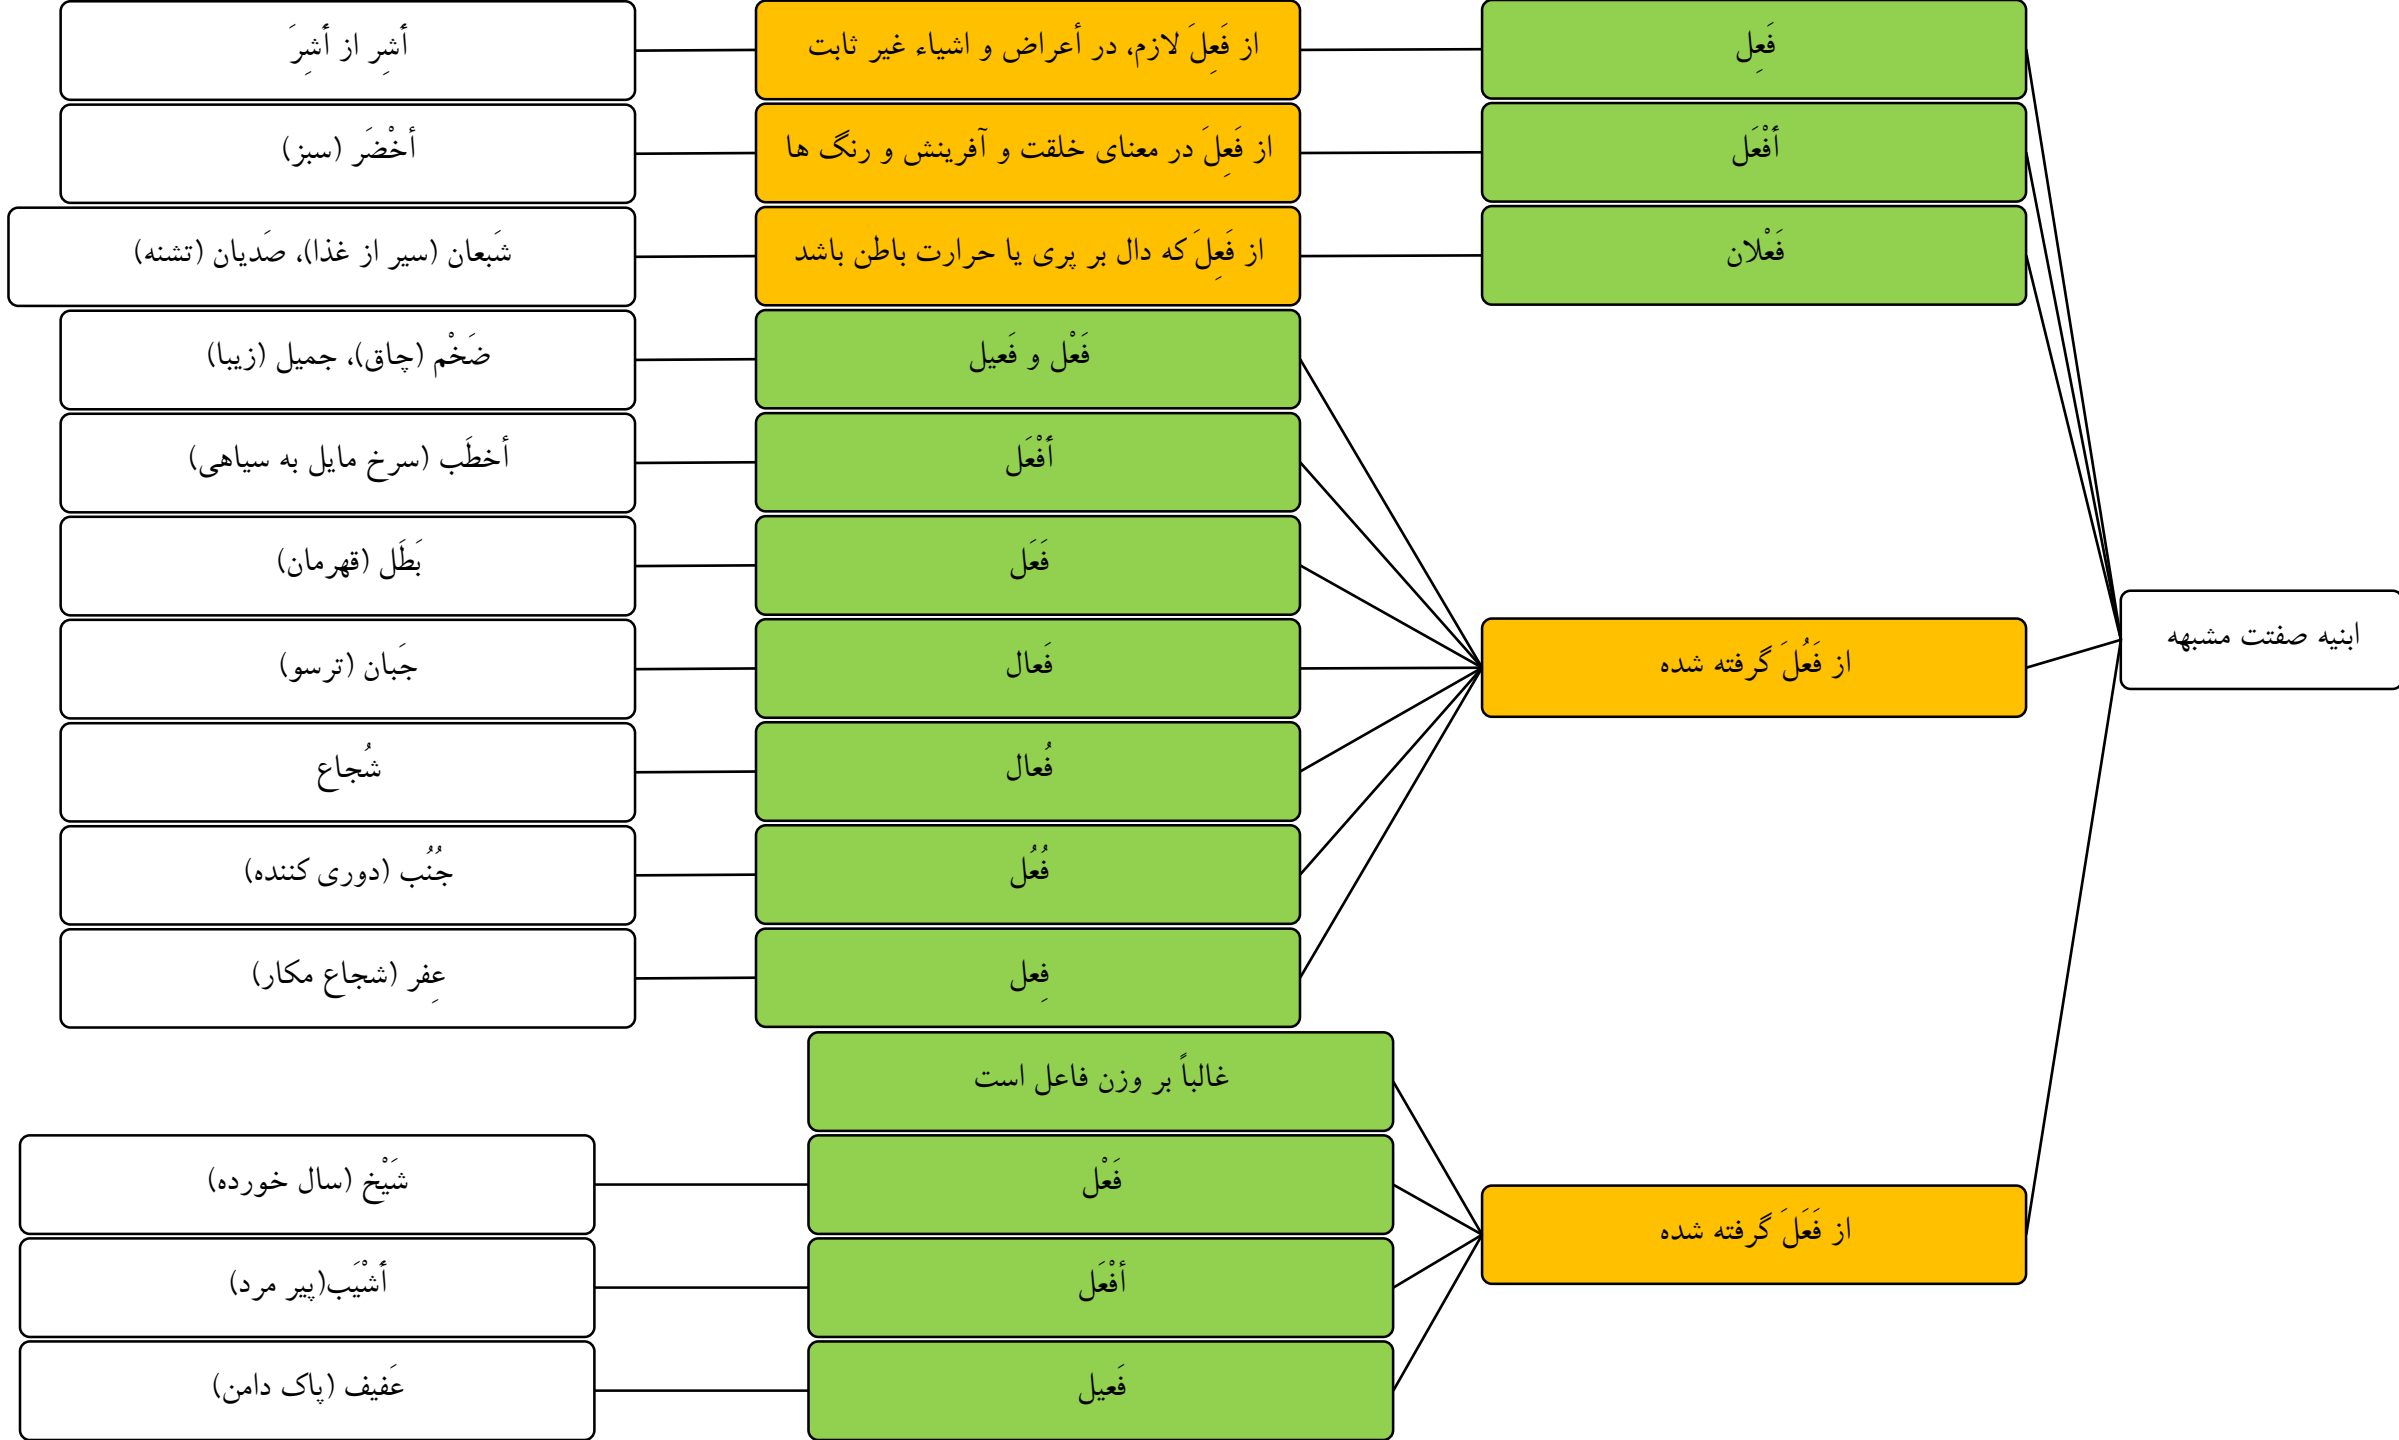 ابنیه صفتت مشبهه
فَعِل
از فَعِلَ لازم، در أعراض و اشیاء غیر ثابت
أَشِر از أَشِرَ
أَفْعَل
از فَعِلَ در معنای خلقت و آفرینش و رنگ ها
أخْضَر (سبز)
فَعْلان
از فَعِلَ که دال بر پری یا حرارت باطن باشد
شَبعان (سیر از غذا)، صَدیان (تشنه)
از فَعُلَ گرفته شده
فَعْل و فَعیل
ضَخْم (چاق)، جمیل (زیبا)
أَفْعَل
أخطَب (سرخ مایل به سیاهی)
فَعَل
بَطَل (قهرمان)
فَعال
جَبان (ترسو)
فُعال
شُجاع
فُعُل
جُنُب (دوری کننده)
فِعل
عِفر (شجاع مکار)
از فَعَلَ گرفته شده
غالباً بر وزن فاعل است
فَعْل
شَیْخ (سال خورده)
أفْعَل
أَشْیَب(پیر مرد)
فَعیل
عَفیف (پاک دامن)